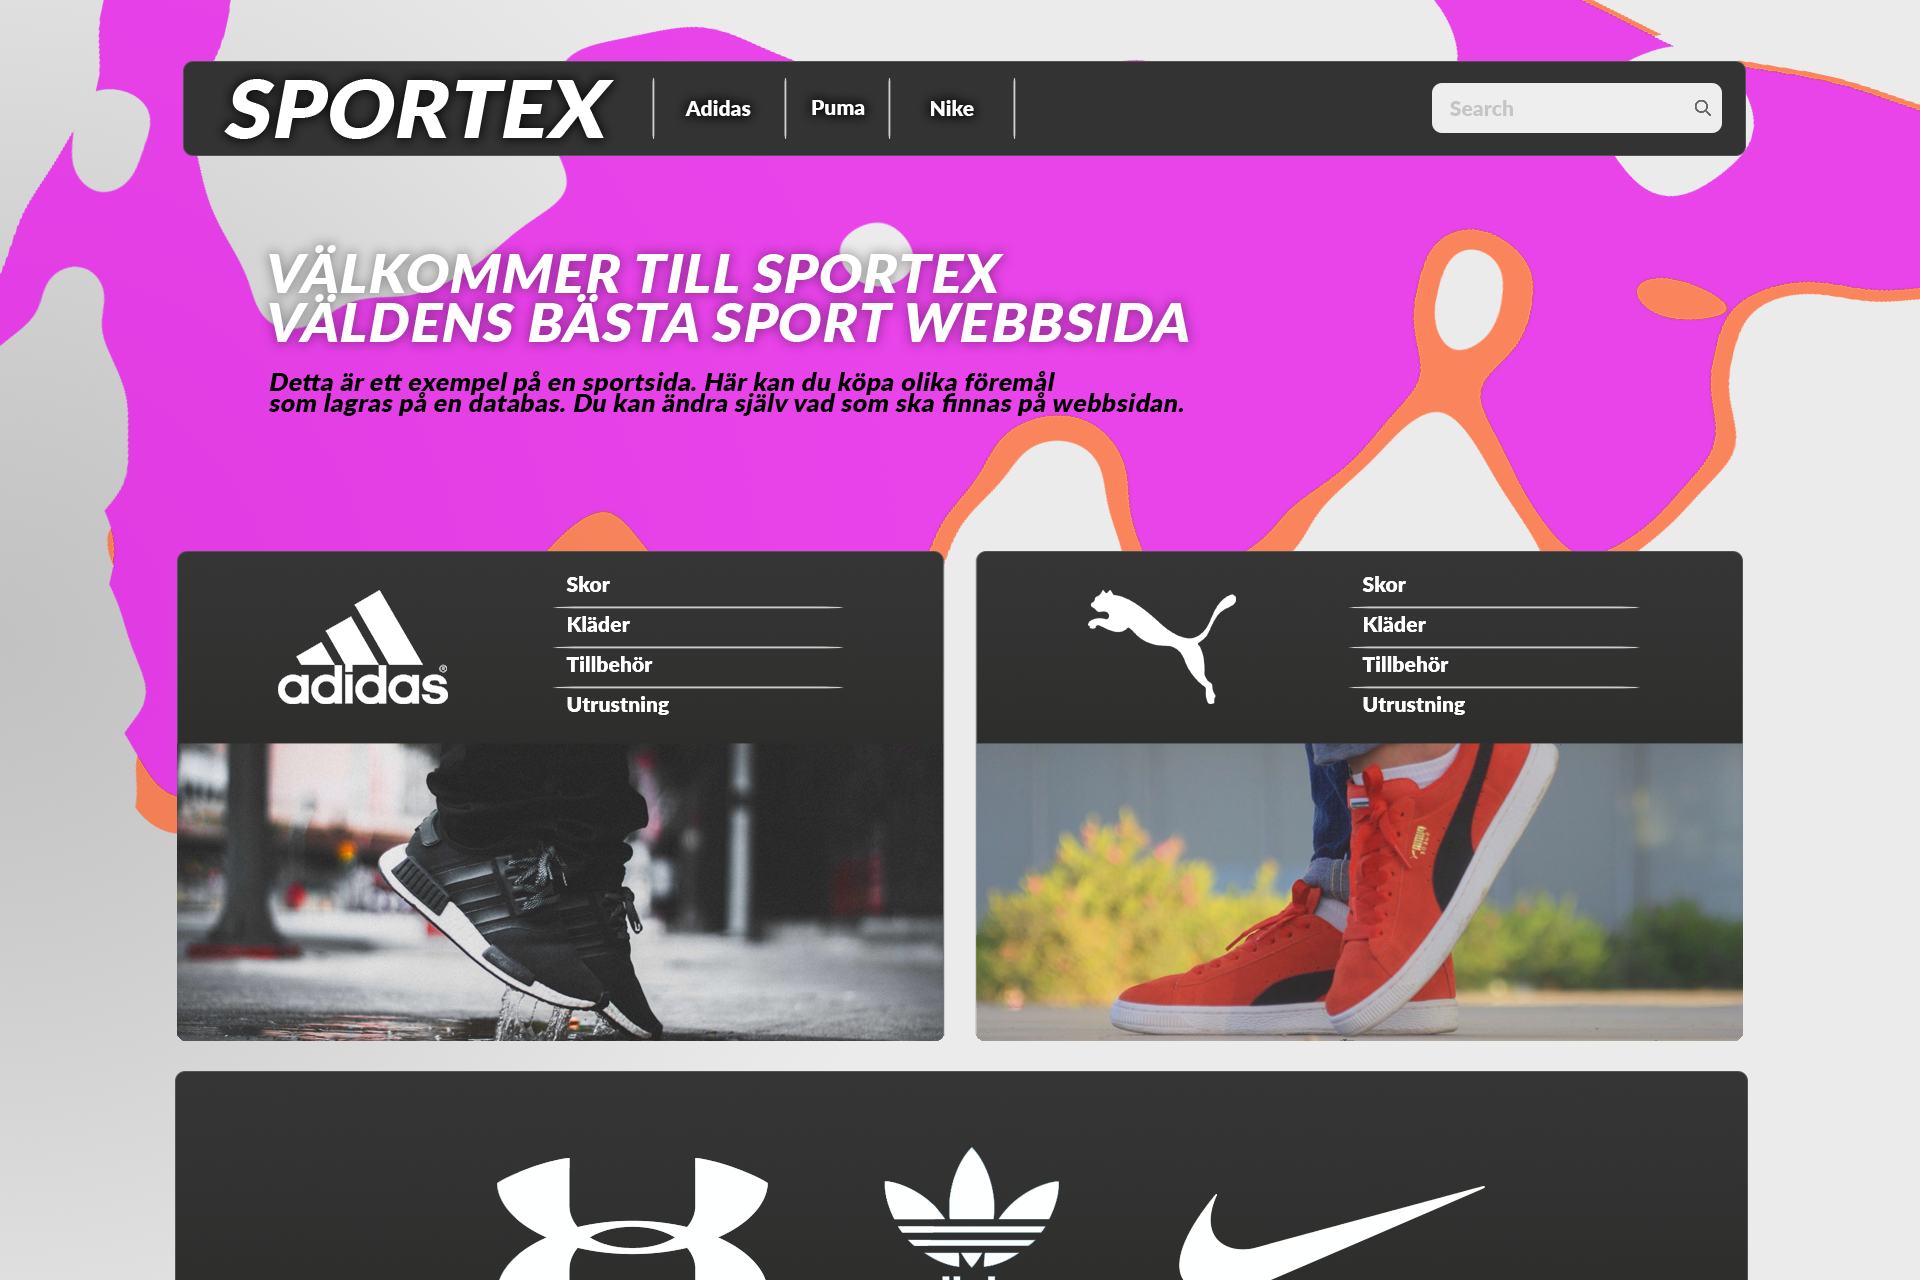 SPORTEX
Adidas
Puma
Nike
Search
VÄLKOMMER TILL SPORTEX
VÄLDENS BÄSTA SPORT WEBBSIDA
Detta är ett exempel på en sportsida. Här kan du köpa olika föremål
som lagras på en databas. Du kan ändra själv vad som ska finnas på webbsidan.
adidas®
Skor
Kläder
Tillbehör
Utrustning
Skor
Kläder
Tillbehör
Utrustning